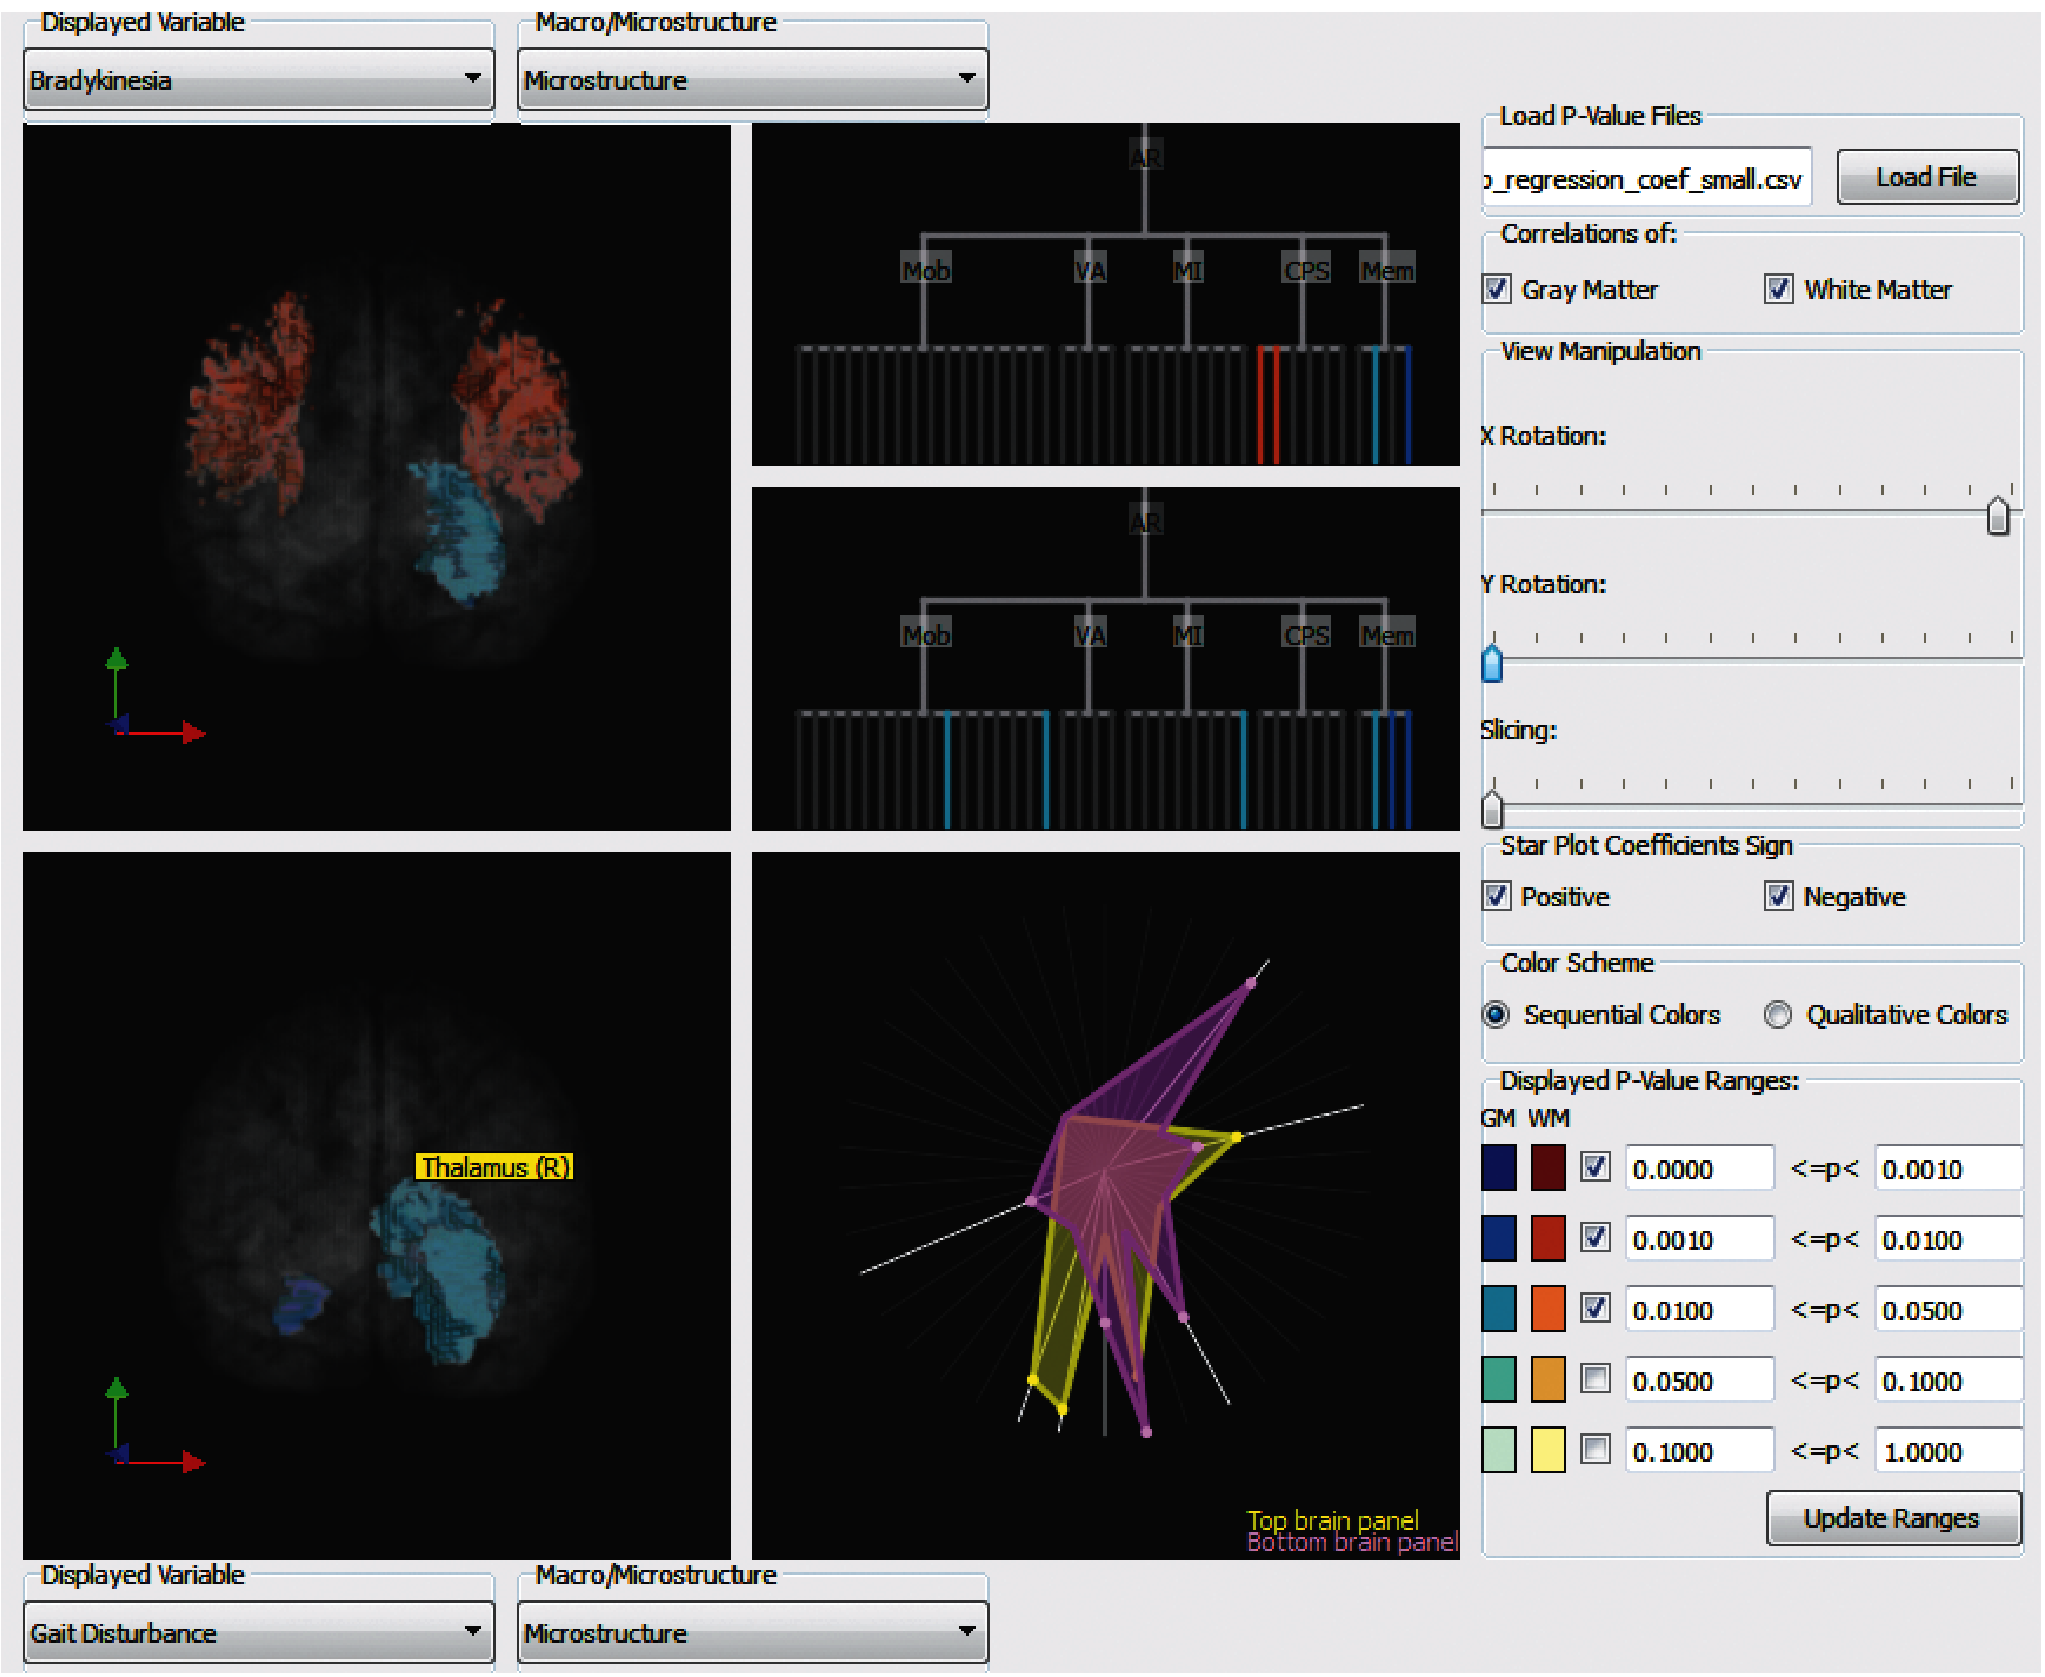 Displayed Variable
Macro/Microstructure
Bradykinesia
Microstructure
AR
Mob VA MI CPS Mem
AR
Mob VA MI CPS Mem
Thalamus (R)
Top brain panel
Bottom brain panel
Displayed Variable
Macro/Microstructure
Gait Disturbance
Microstructure
Load P-Value Files
_regression_coef_small.csv
Load File
Correlations of:
Gray Matter
White Matter
View Manipulation
X Rotation:
Y Rotation:
Slicing:
Star Plot Coefficients Sign
Positive
Negative
Color Scheme
Sequential Colors
Qualitative Colors
Displayed P-Value Ranges:
GM WM
0.0000 <=p< 0.0010
0.0010 <=p< 0.0100
0.0100 <=p< 0.0500
0.0500 <=p< 0.1000
0.1000 <=p< 1.0000
Update Ranges